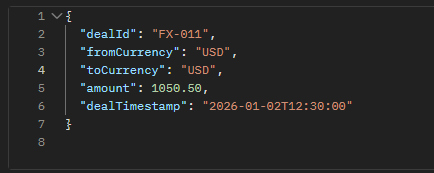 1 {
2 "dealId": "FX-011",
3 "fromCurrency": "USD",
4 "toCurrency": "USD",
5 "amount": 1050.50,
6 "dealTimestamp": "2026-01-02T12:30:00"
7 }
8